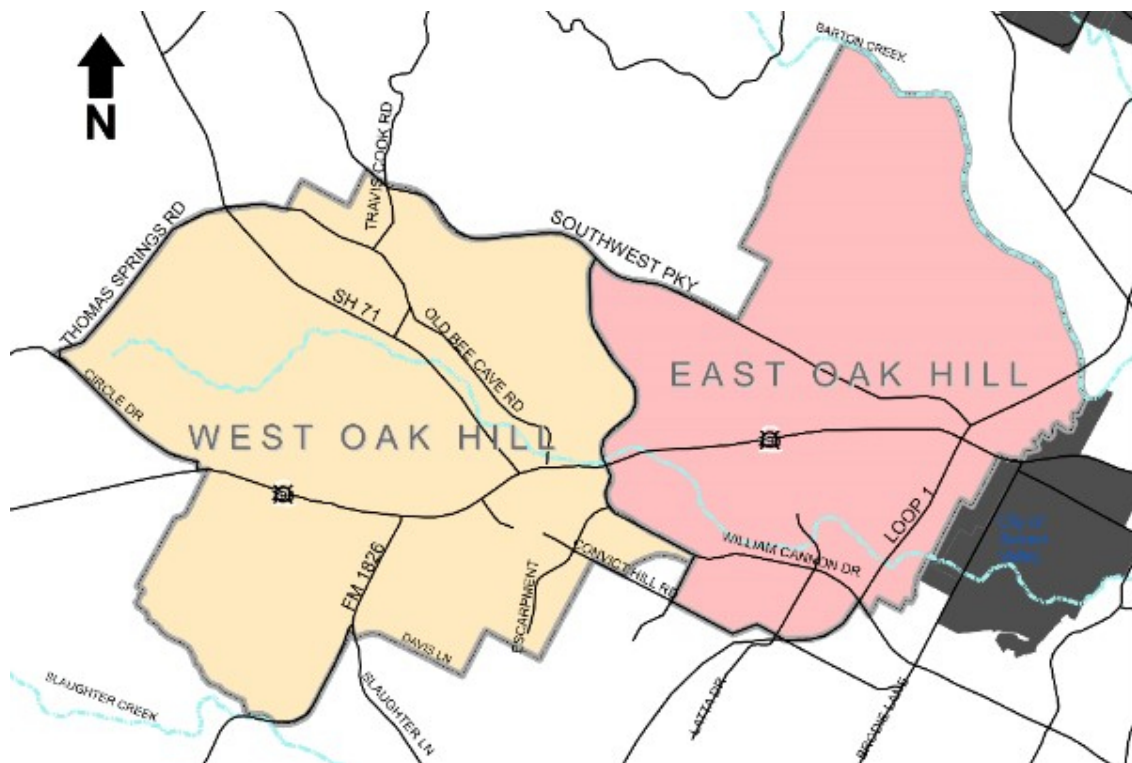 BARTON CREEK
N
TRAVIS COOK RD
THOMAS SPRINGS RD
SOUTHWEST PKY
SH 71
OLD BEE CAVE RD
EAST OAK HILL
CIRCLE DR
WEST OAK HILL
LOOP 1
WILLIAM CANNON DR
CONVICT HILL RD
ESCARPMENT
FM 1826
DAVIS LN
SLAUGHTER CREEK
SLAUGHTER LN
LATTA DR
BRODIE LANE